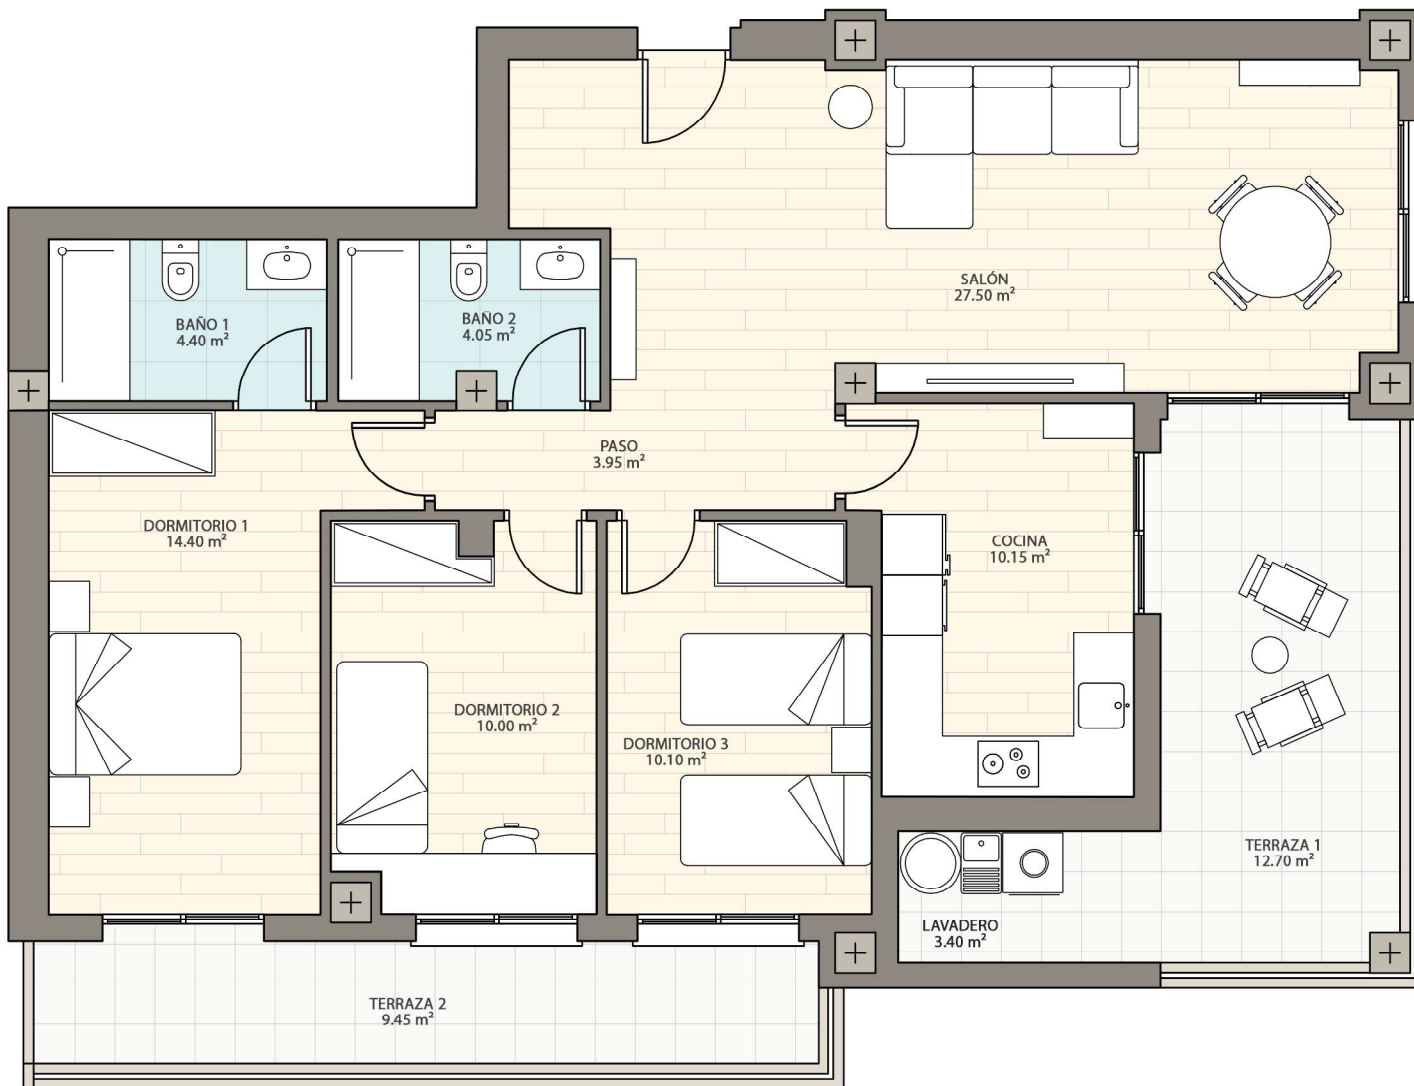 SALÓN
27.50 m²
BAÑO 1
4.40 m²
BAÑO 2
4.05 m²
PASO
3.95 m²
DORMITORIO 1
14.40 m²
COCINA
10.15 m²
DORMITORIO 2
10.00 m²
DORMITORIO 3
10.10 m²
TERRAZA 1
12.70 m²
LAVADERO
3.40 m²
TERRAZA 2
9.45 m²